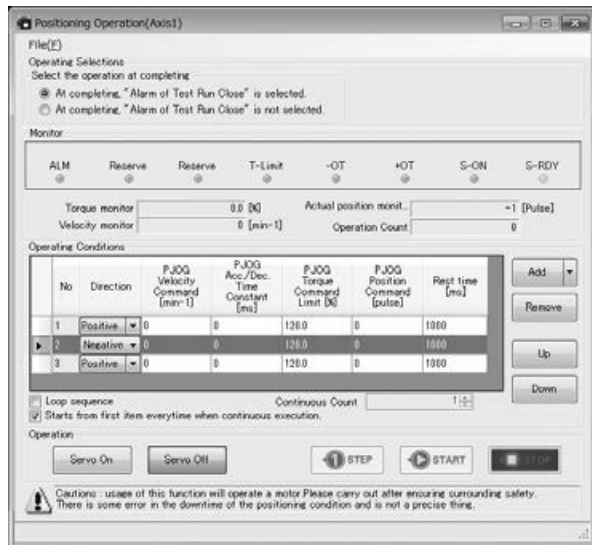 Positioning Operation(Axis1)
File(F)
Operating Selections
Select the operation at completing
At completing, "Alarm of Test Run Close" is selected.
At completing, "Alarm of Test Run Close" is not selected.
Monitor
ALM Reserve Reserve T-Limit -OT +OT S-ON S-RDY
Torque monitor 0.0 [%] Actual position monit... -1 [Pulse]
Velocity monitor 0 [min-1] Operation Count 0
Operating Conditions
No Direction PJOG Velocity Command [min-1] PJOG Acc./Dec. Time Constant [ms] PJOG Torque Command Limit [%] PJOG Position Command [pulse] Rest time [ms]
1 Positive 0 0 120.0 0 1000
2 Negative 0 0 120.0 0 1000
3 Positive 0 0 120.0 0 1000
Add
Remove
Up
Down
Loop sequence Continuous Count 1
Starts from first item everytime when continuous execution.
Operation
Servo On Servo Off 1 STEP START STOP
Cautions : usage of this function will operate a motor.Please carry out after ensuring surrounding safety.
There is some error in the downtime of the positioning condition and is not a precise thing.